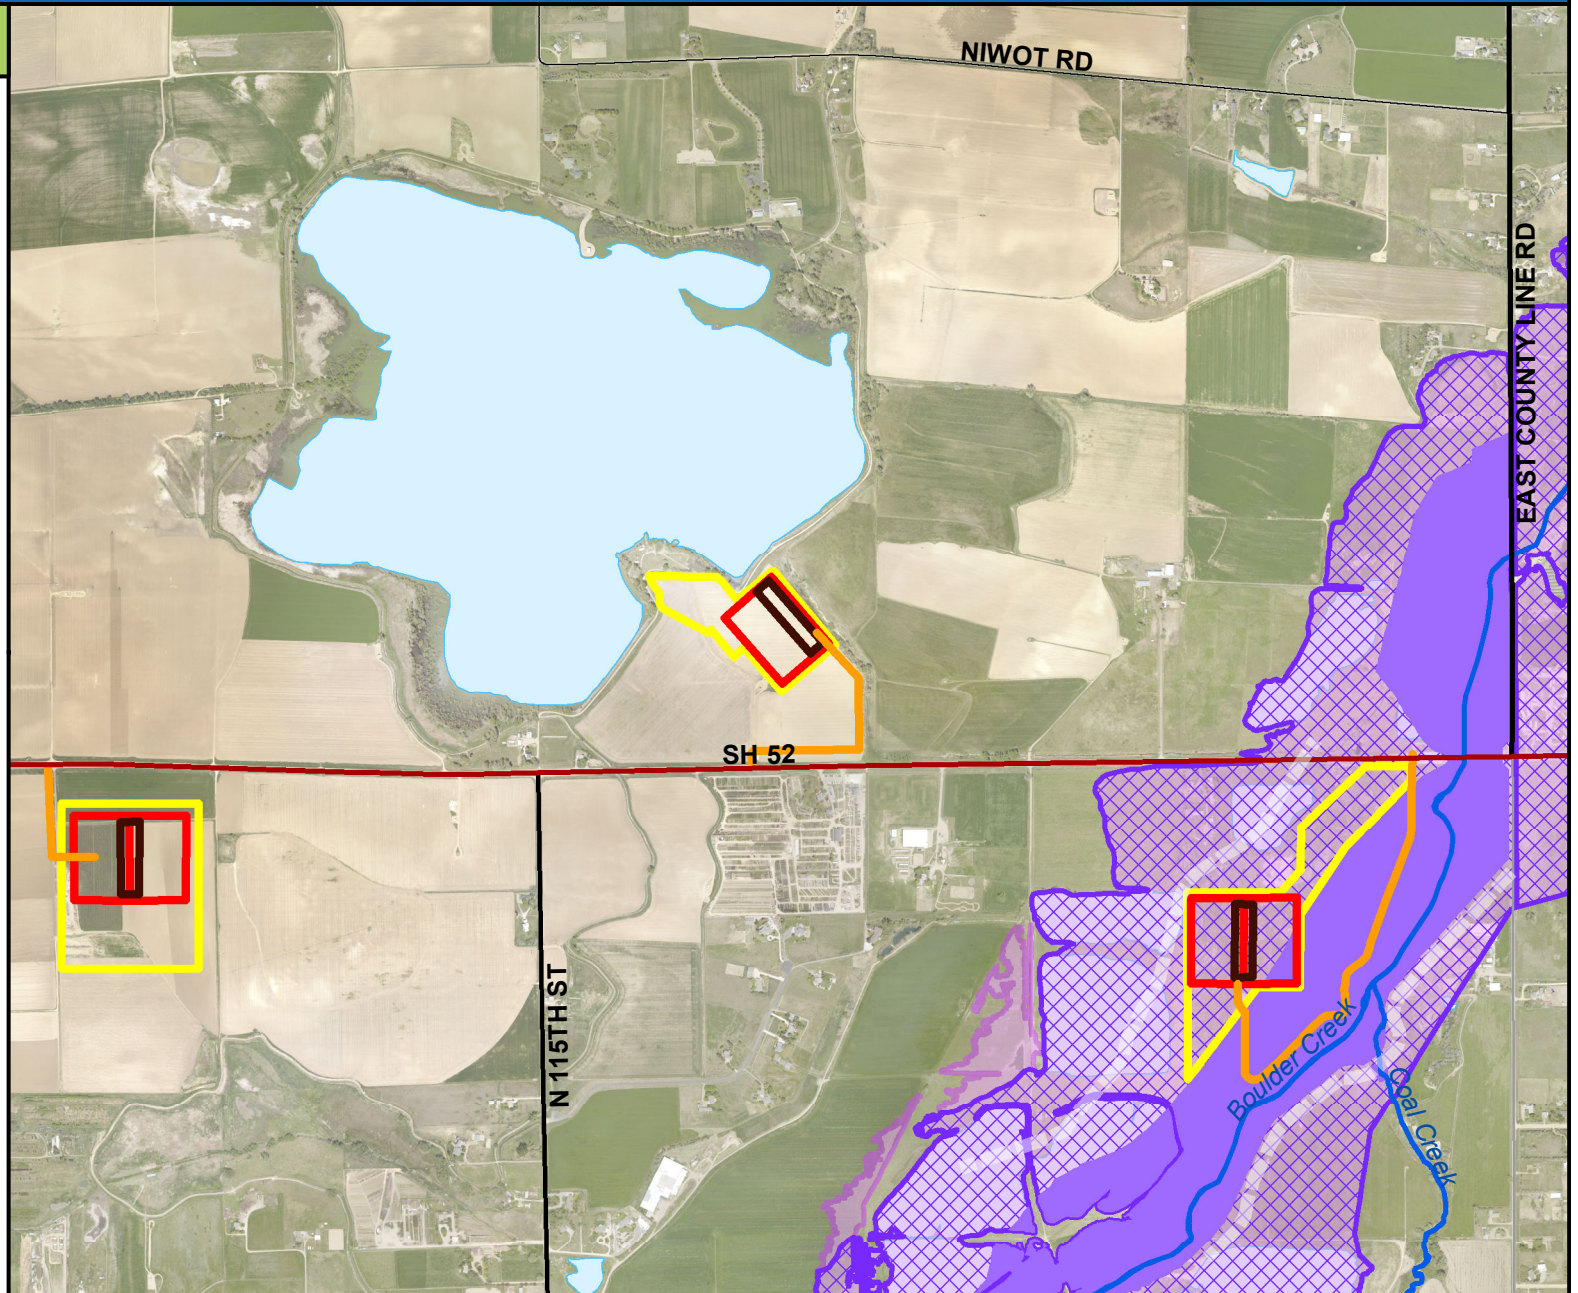 NIWOT RD
EAST COUNTY LINE RD
SH 52
N 115TH ST
Boulder Creek
Coal Creek